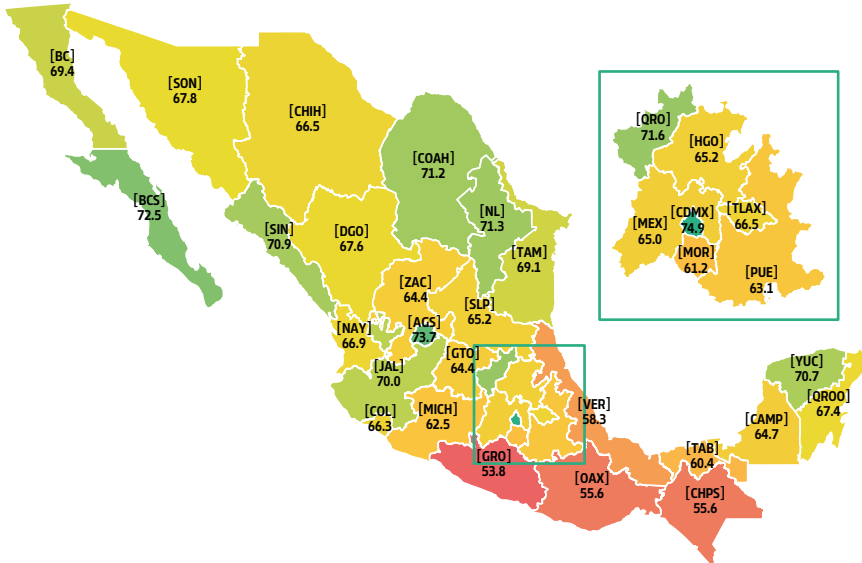 [BC]
69.4
[SON]
67.8
[CHIH]
66.5
[COAH]
71.2
[BCS]
72.5
[SIN]
70.9
[DGO]
67.6
[NL]
71.3
[TAM]
69.1
[ZAC]
64.4
[SLP]
65.2
[NAY]
66.9
[AGS]
73.7
[JAL]
70.0
[GTO]
64.4
[COL]
66.3
[MICH]
62.5
[GRO]
53.8
[OAX]
55.6
[VER]
58.3
[TAB]
60.4
[CHPS]
55.6
[CAMP]
64.7
[YUC]
70.7
[QROO]
67.4
[QRO]
71.6
[HGO]
65.2
[MEX]
65.0
[CDMX]
74.9
[TLAX]
66.5
[MOR]
61.2
[PUE]
63.1